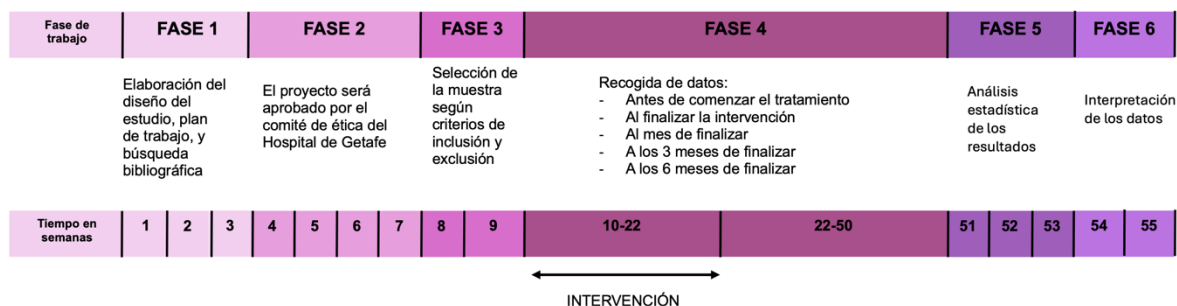 Fase de
trabajo
FASE 1
FASE 2
FASE 3
FASE 4
FASE 5
FASE 6
Elaboración del
diseño del
estudio, plan
de trabajo, y
búsqueda
bibliográfica
El proyecto será
aprobado por el
comité de ética del
Hospital de Getafe
Selección de
la muestra
según
criterios de
inclusión y
exclusión
Recogida de datos:
- Antes de comenzar el tratamiento
- Al finalizar la intervención
- Al mes de finalizar
- A los 3 meses de finalizar
- A los 6 meses de finalizar
Análisis
estadística
de los
resultados
Interpretación
de los datos
Tiempo en
semanas
1
2
3
4
5
6
7
8
9
10-22
22-50
51
52
53
54
55
INTERVENCIÓN